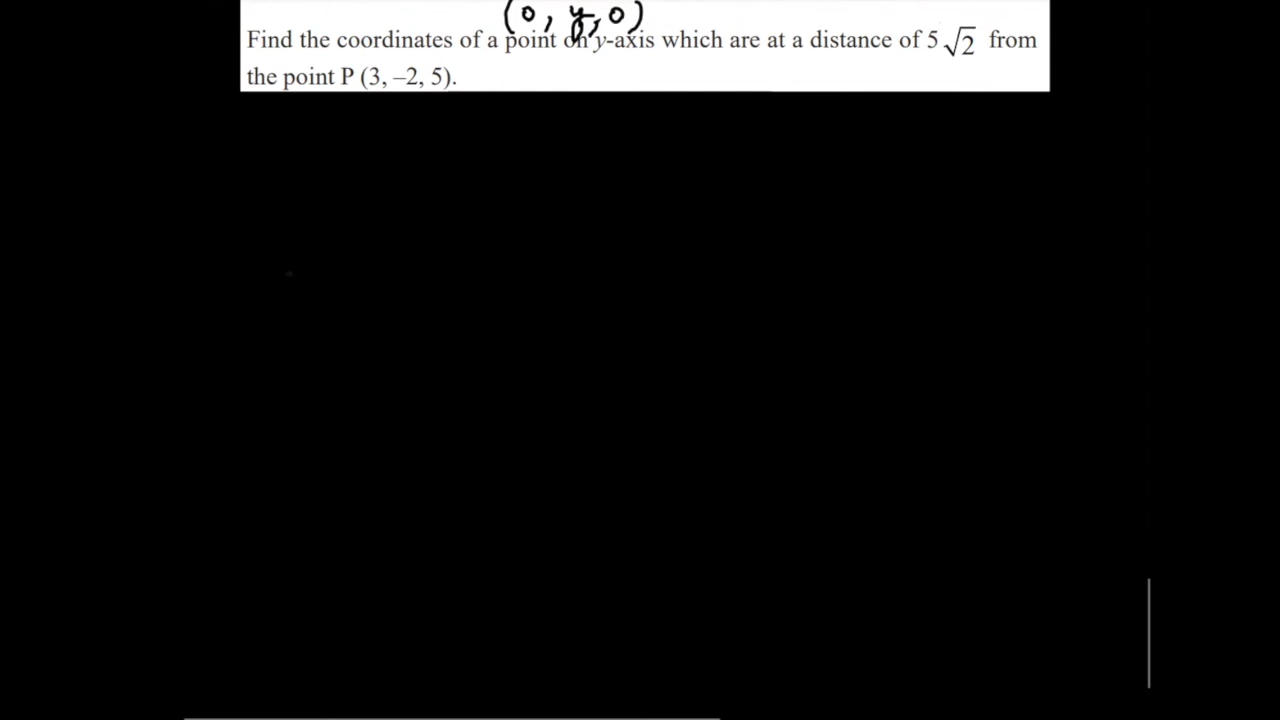 (0, y, 0)
Find the coordinates of a point on y-axis which are at a distance of 5√2 from
the point P (3, –2, 5).